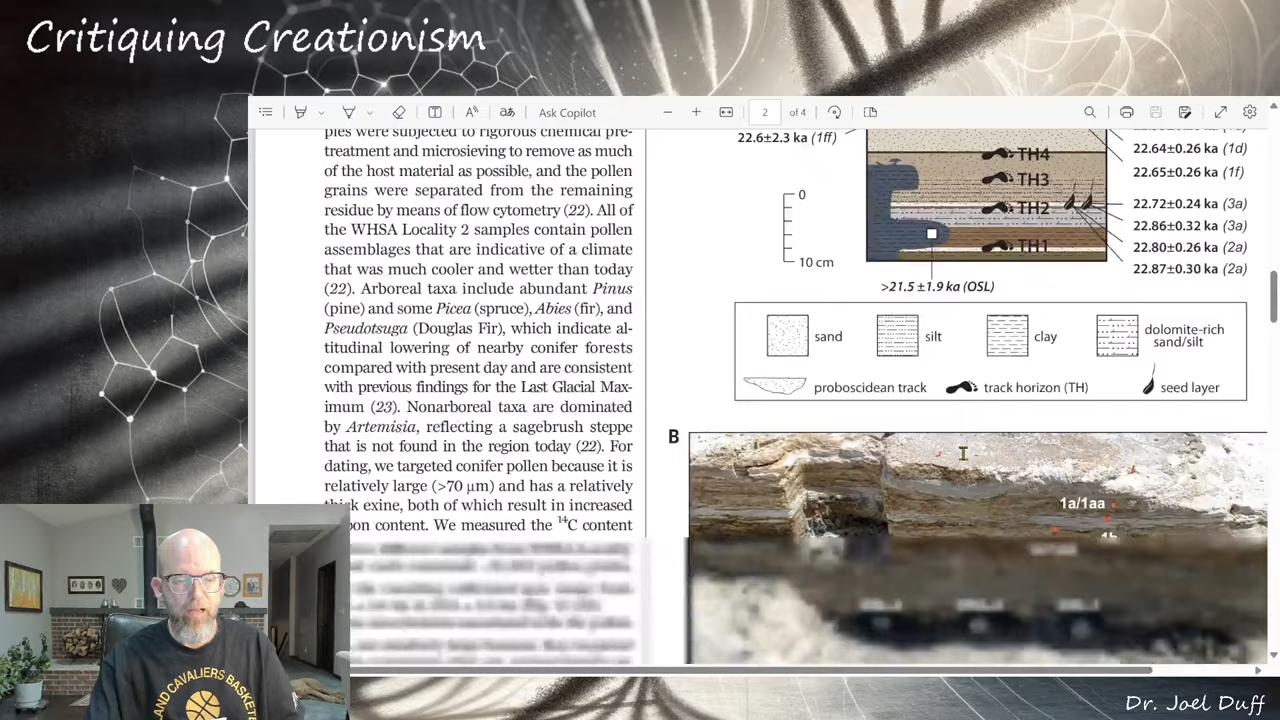 Critiquing Creationism
Ask Copilot
2
of 4
ples were subjected to rigorous chemical pre-
treatment and microsieving to remove as much
of the host material as possible, and the pollen
grains were separated from the remaining
residue by means of flow cytometry (22). All of
the WHSA Locality 2 samples contain pollen
assemblages that are indicative of a climate
that was much cooler and wetter than today
(22). Arboreal taxa include abundant Pinus
(pine) and some Picea (spruce), Abies (fir), and
Pseudotsuga (Douglas Fir), which indicate al-
titudinal lowering of nearby conifer forests
compared with present day and are consistent
with previous findings for the Last Glacial Max-
imum (23). Nonarboreal taxa are dominated
by Artemisia, reflecting a sagebrush steppe
that is not found in the region today (22). For
dating, we targeted conifer pollen because it is
relatively large (>70 μm) and has a relatively
thick exine, both of which result in increased
We measured the ¹⁴C content
22.6±2.3 ka (1ff)
TH4
TH3
TH2
TH1
0
10 cm
22.64±0.26 ka (1d)
22.65±0.26 ka (1f)
22.72±0.24 ka (3a)
22.86±0.32 ka (3a)
22.80±0.26 ka (2a)
22.87±0.30 ka (2a)
>21.5 ±1.9 ka (OSL)
sand
silt
clay
dolomite-rich
sand/silt
proboscidean track
track horizon (TH)
seed layer
B
1a/1aa
1b
AND CAVALIERS BASKETB
Dr. Joel Duff